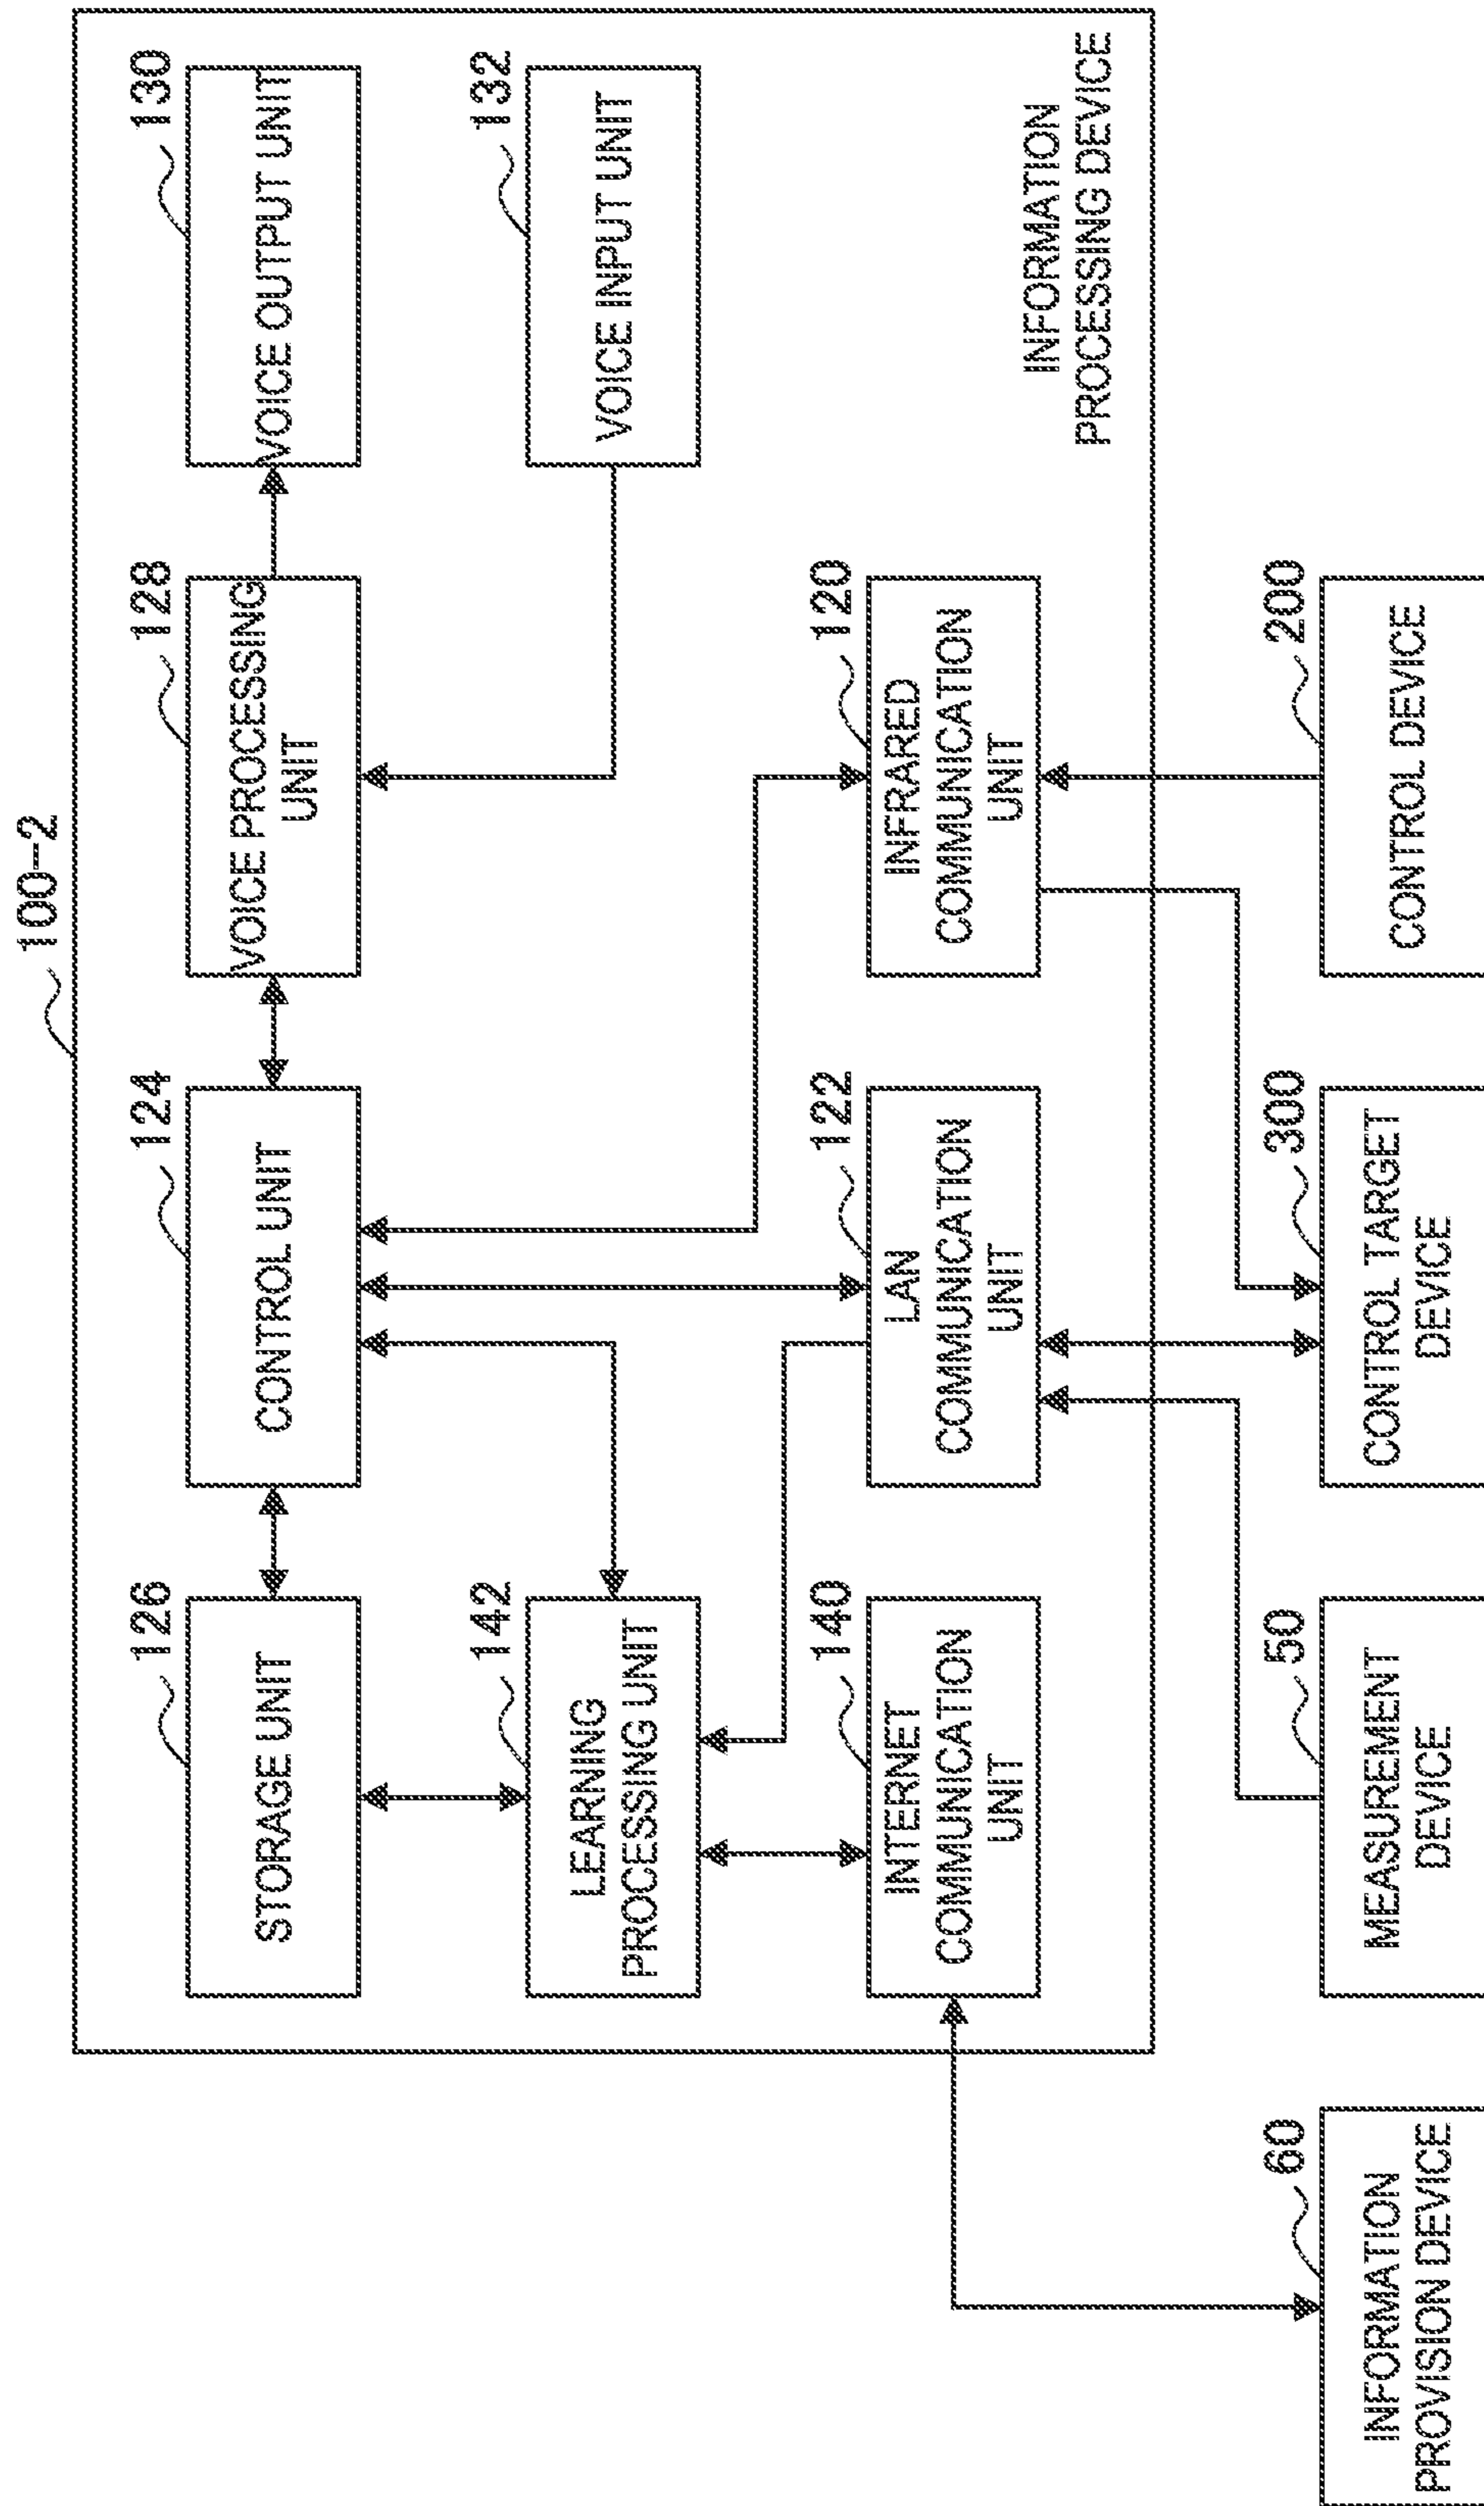 100-2
126
STORAGE UNIT
124
CONTROL UNIT
128
VOICE PROCESSING
UNIT
130
VOICE OUTPUT UNIT
142
LEARNING
PROCESSING UNIT
132
VOICE INPUT UNIT
140
INTERNET
COMMUNICATION
UNIT
122
LAN
COMMUNICATION
UNIT
120
INFRARED
COMMUNICATION
UNIT
INFORMATION
PROCESSING DEVICE
60
INFORMATION
PROVISION DEVICE
50
MEASUREMENT
DEVICE
300
CONTROL TARGET
DEVICE
200
CONTROL DEVICE